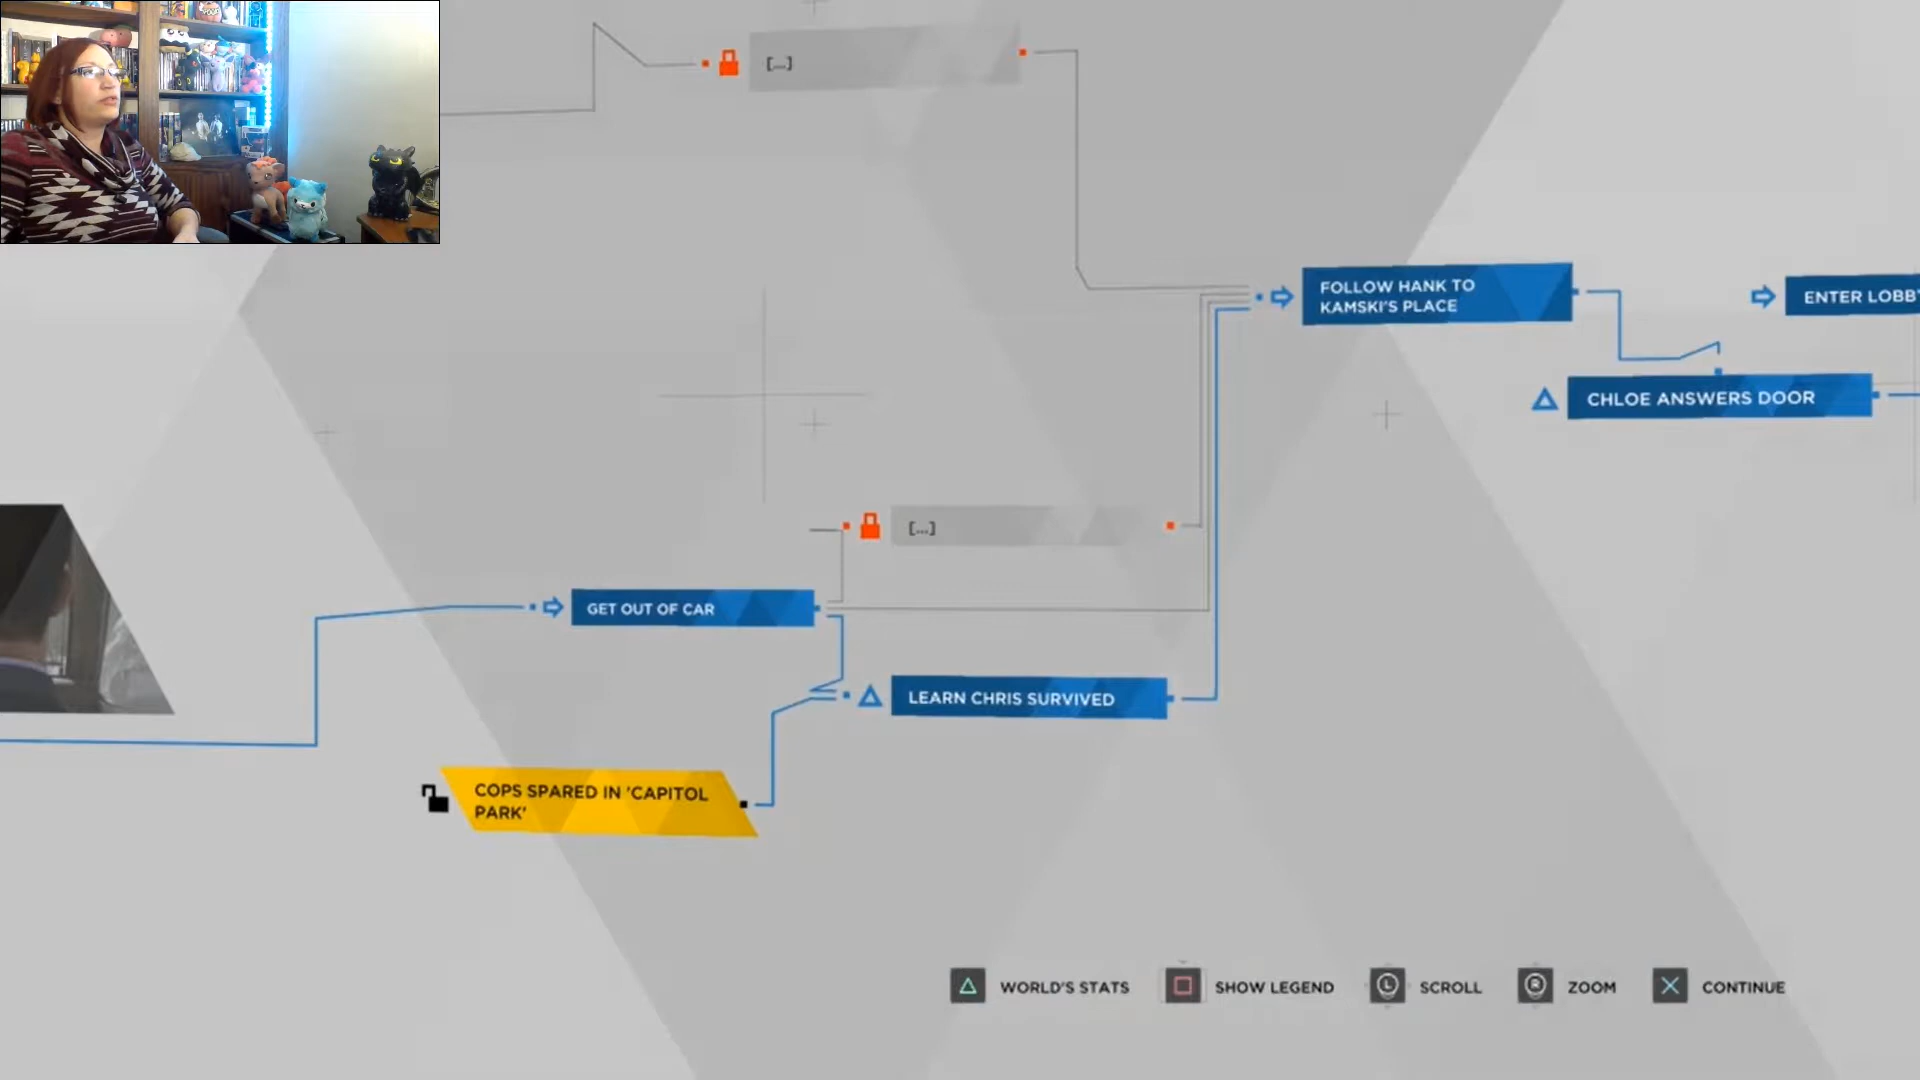 [...]
FOLLOW HANK TO
KAMSKI'S PLACE
ENTER LOBBY
CHLOE ANSWERS DOOR
[...]
GET OUT OF CAR
LEARN CHRIS SURVIVED
COPS SPARED IN 'CAPITOL
PARK'
WORLD'S STATS
SHOW LEGEND
L
SCROLL
R
ZOOM
CONTINUE